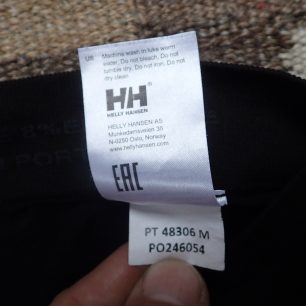 US
Machine wash in luke warm
water. Do not bleach. Do not
tumble dry. Do not iron. Do not
dry clean.
HH
HELLY HANSEN
HELLY HANSEN AS
Munkedamsveien 35
N-0250 Oslo, Norway
www.hellyhansen.com
EAC
PT 48306 M
PO246054